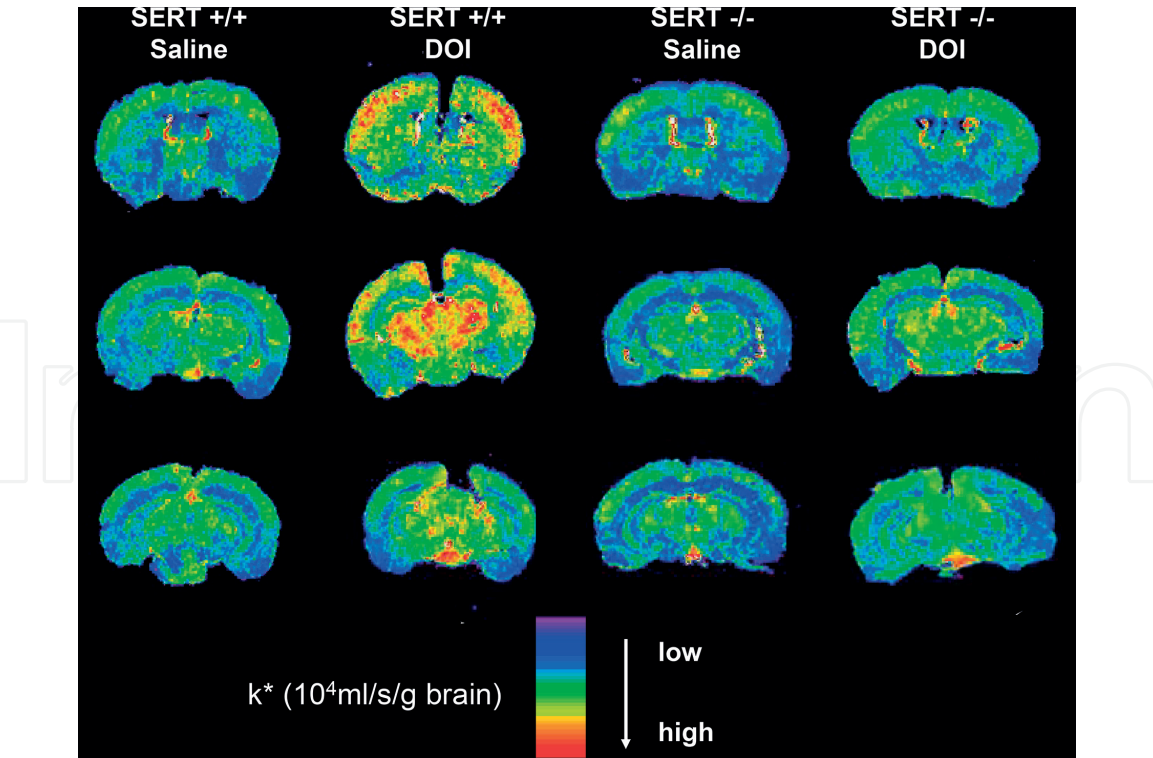 SERT +/+ SERT +/+ SERT -/- SERT -/-
Saline DOI Saline DOI
k* (10⁴ml/s/g brain)
low
high